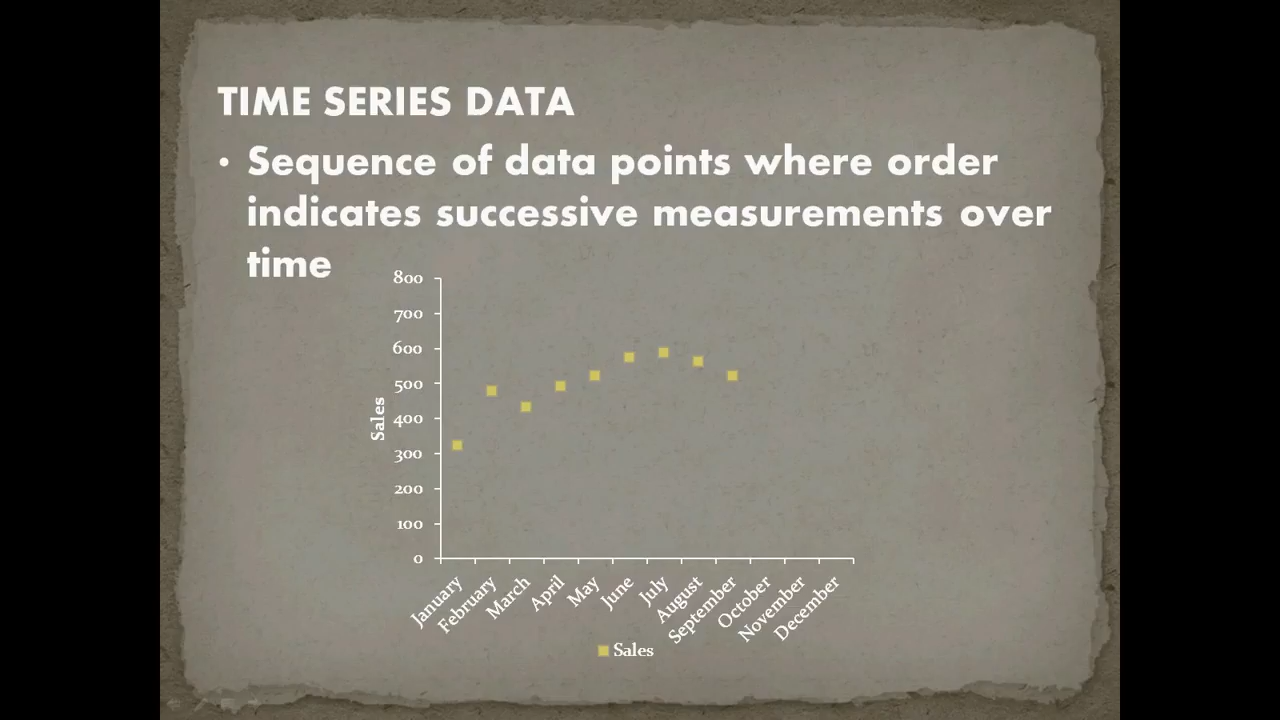 TIME SERIES DATA
• Sequence of data points where order
indicates successive measurements over
time
800
700
600
500
400
300
200
100
0
Sales
January
February
March
April
May
June
July
August
September
October
November
December
Sales